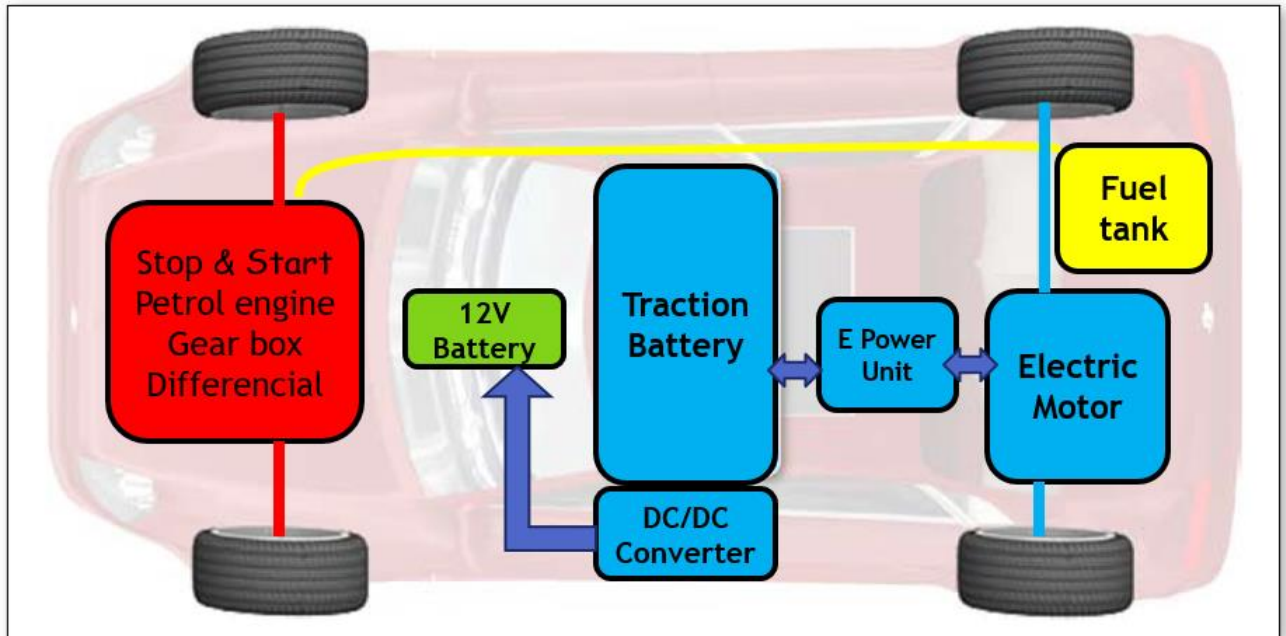 Stop & Start
Petrol engine
Gear box
Differencial
12V
Battery
Traction
Battery
DC/DC
Converter
E Power
Unit
Electric
Motor
Fuel
tank